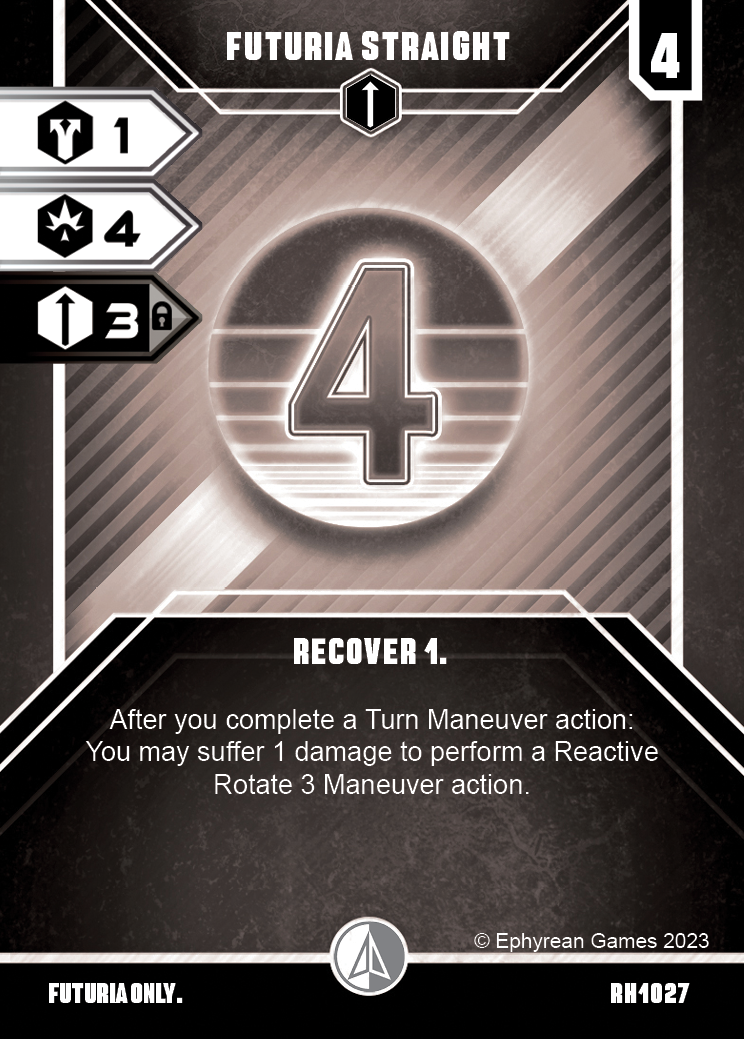 FUTURIA STRAIGHT
4
1
4
3
4
RECOVER 1.
After you complete a Turn Maneuver action:
You may suffer 1 damage to perform a Reactive
Rotate 3 Maneuver action.
© Ephyrean Games 2023
FUTURIA ONLY.
RH1027